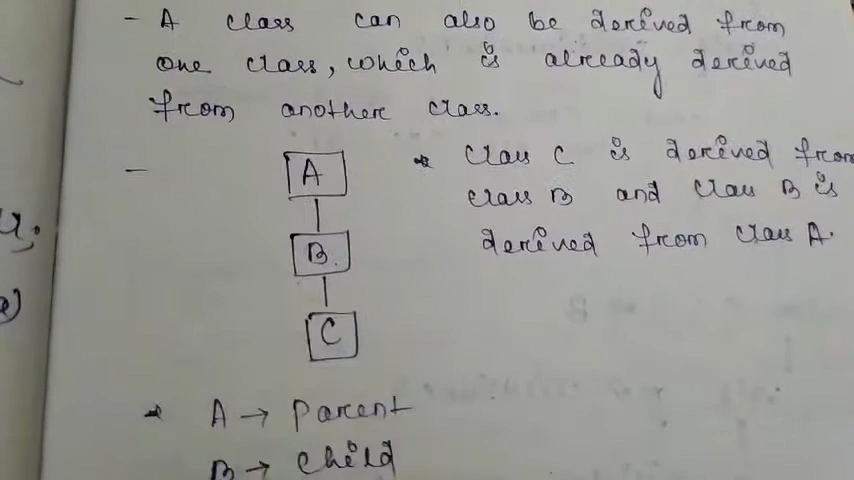 - A class can also be derived from
one class, which is already derived
from another class.
-
A
* class C is derived from
class B and class B is
derived from class A.
B.
C
* A → Parent
B → Child